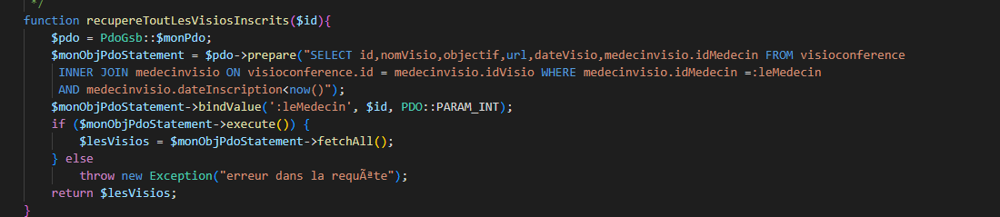 */
function recupereToutLesVisiosInscrits($id){
$pdo = PdoGsb::$monPdo;
$monObjPdoStatement = $pdo->prepare("SELECT id,nomVisio,objectif,url,dateVisio,medecinvisio.idMedecin FROM visioconference
INNER JOIN medecinvisio ON visioconference.id = medecinvisio.idVisio WHERE medecinvisio.idMedecin =:leMedecin
AND medecinvisio.dateInscription<now()");
$monObjPdoStatement->bindValue(':leMedecin', $id, PDO::PARAM_INT);
if ($monObjPdoStatement->execute()) {
$lesVisios = $monObjPdoStatement->fetchAll();
} else
throw new Exception("erreur dans la requÃªte");
return $lesVisios;
}